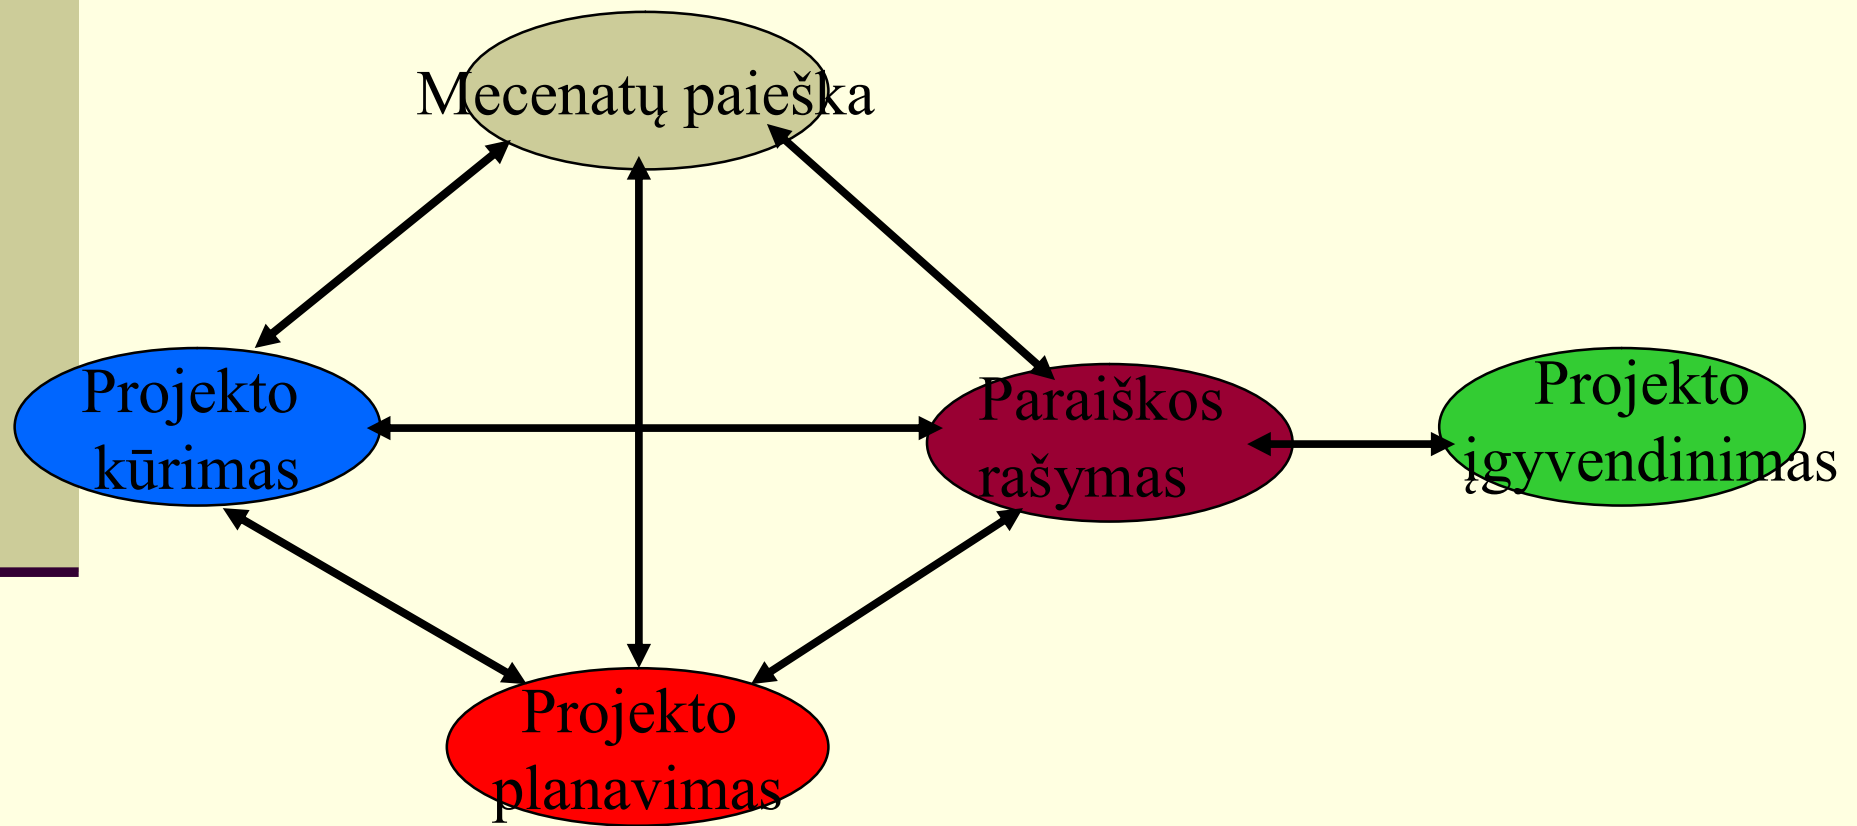 Mecenatų paieška
Projekto
kūrimas
Paraiškos
rašymas
Projekto
įgyvendinimas
Projekto
planavimas